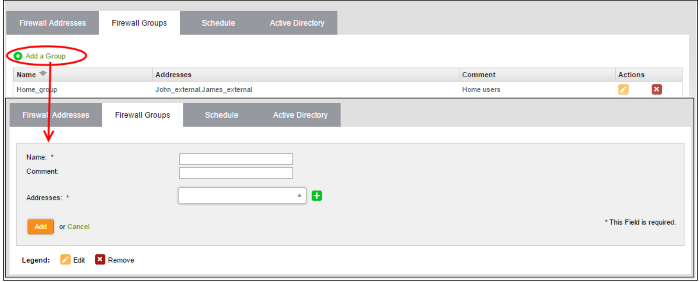 Firewall Addresses Firewall Groups Schedule Active Directory
Add a Group
Name Addresses Comment Actions
Home_group John_external,James_external Home users
Firewall Addresses Firewall Groups Schedule Active Directory
Name: *
Comment:
Addresses: *
Add or Cancel
* This Field is required.
Legend: Edit Remove